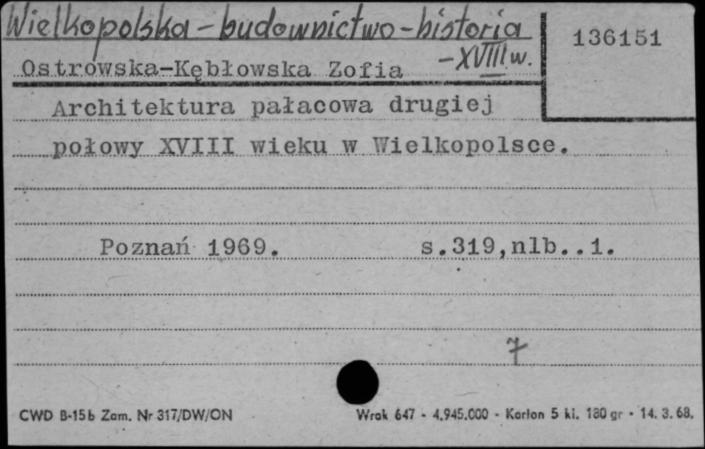 Wielkopolska - budownictwo - historia
- XVIII w.
136151
Ostrowska-Kębłowska Zofia
Architektura pałacowa drugiej
połowy XVIII wieku w Wielkopolsce.
Poznań 1969. s.319,nlb..1.
7
CWD B-15b Zam. Nr 317/DW/ON Wrak 647 - 4.945.000 - Karton 5 kl. 180 gr - 14. 3. 68.